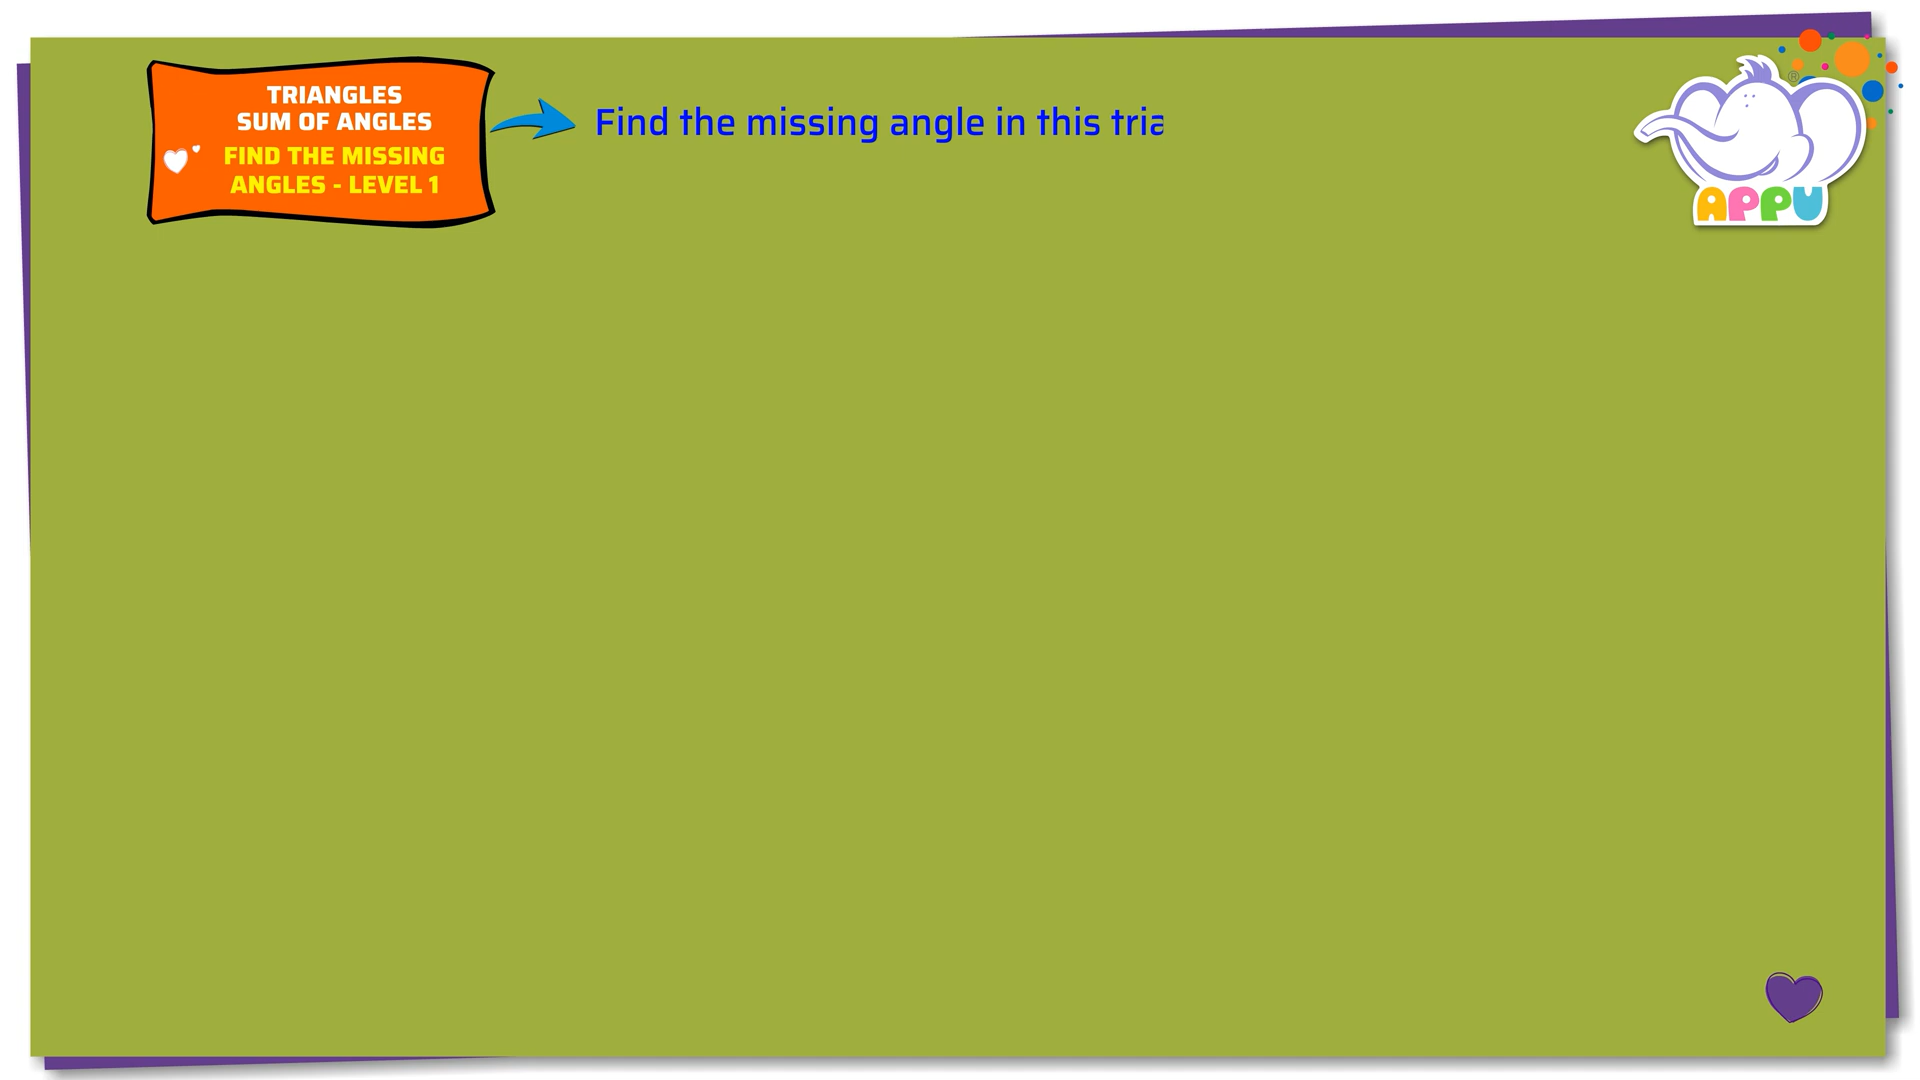 TRIANGLES
SUM OF ANGLES
FIND THE MISSING
ANGLES - LEVEL 1
Find the missing angle in this tria
®
APPU